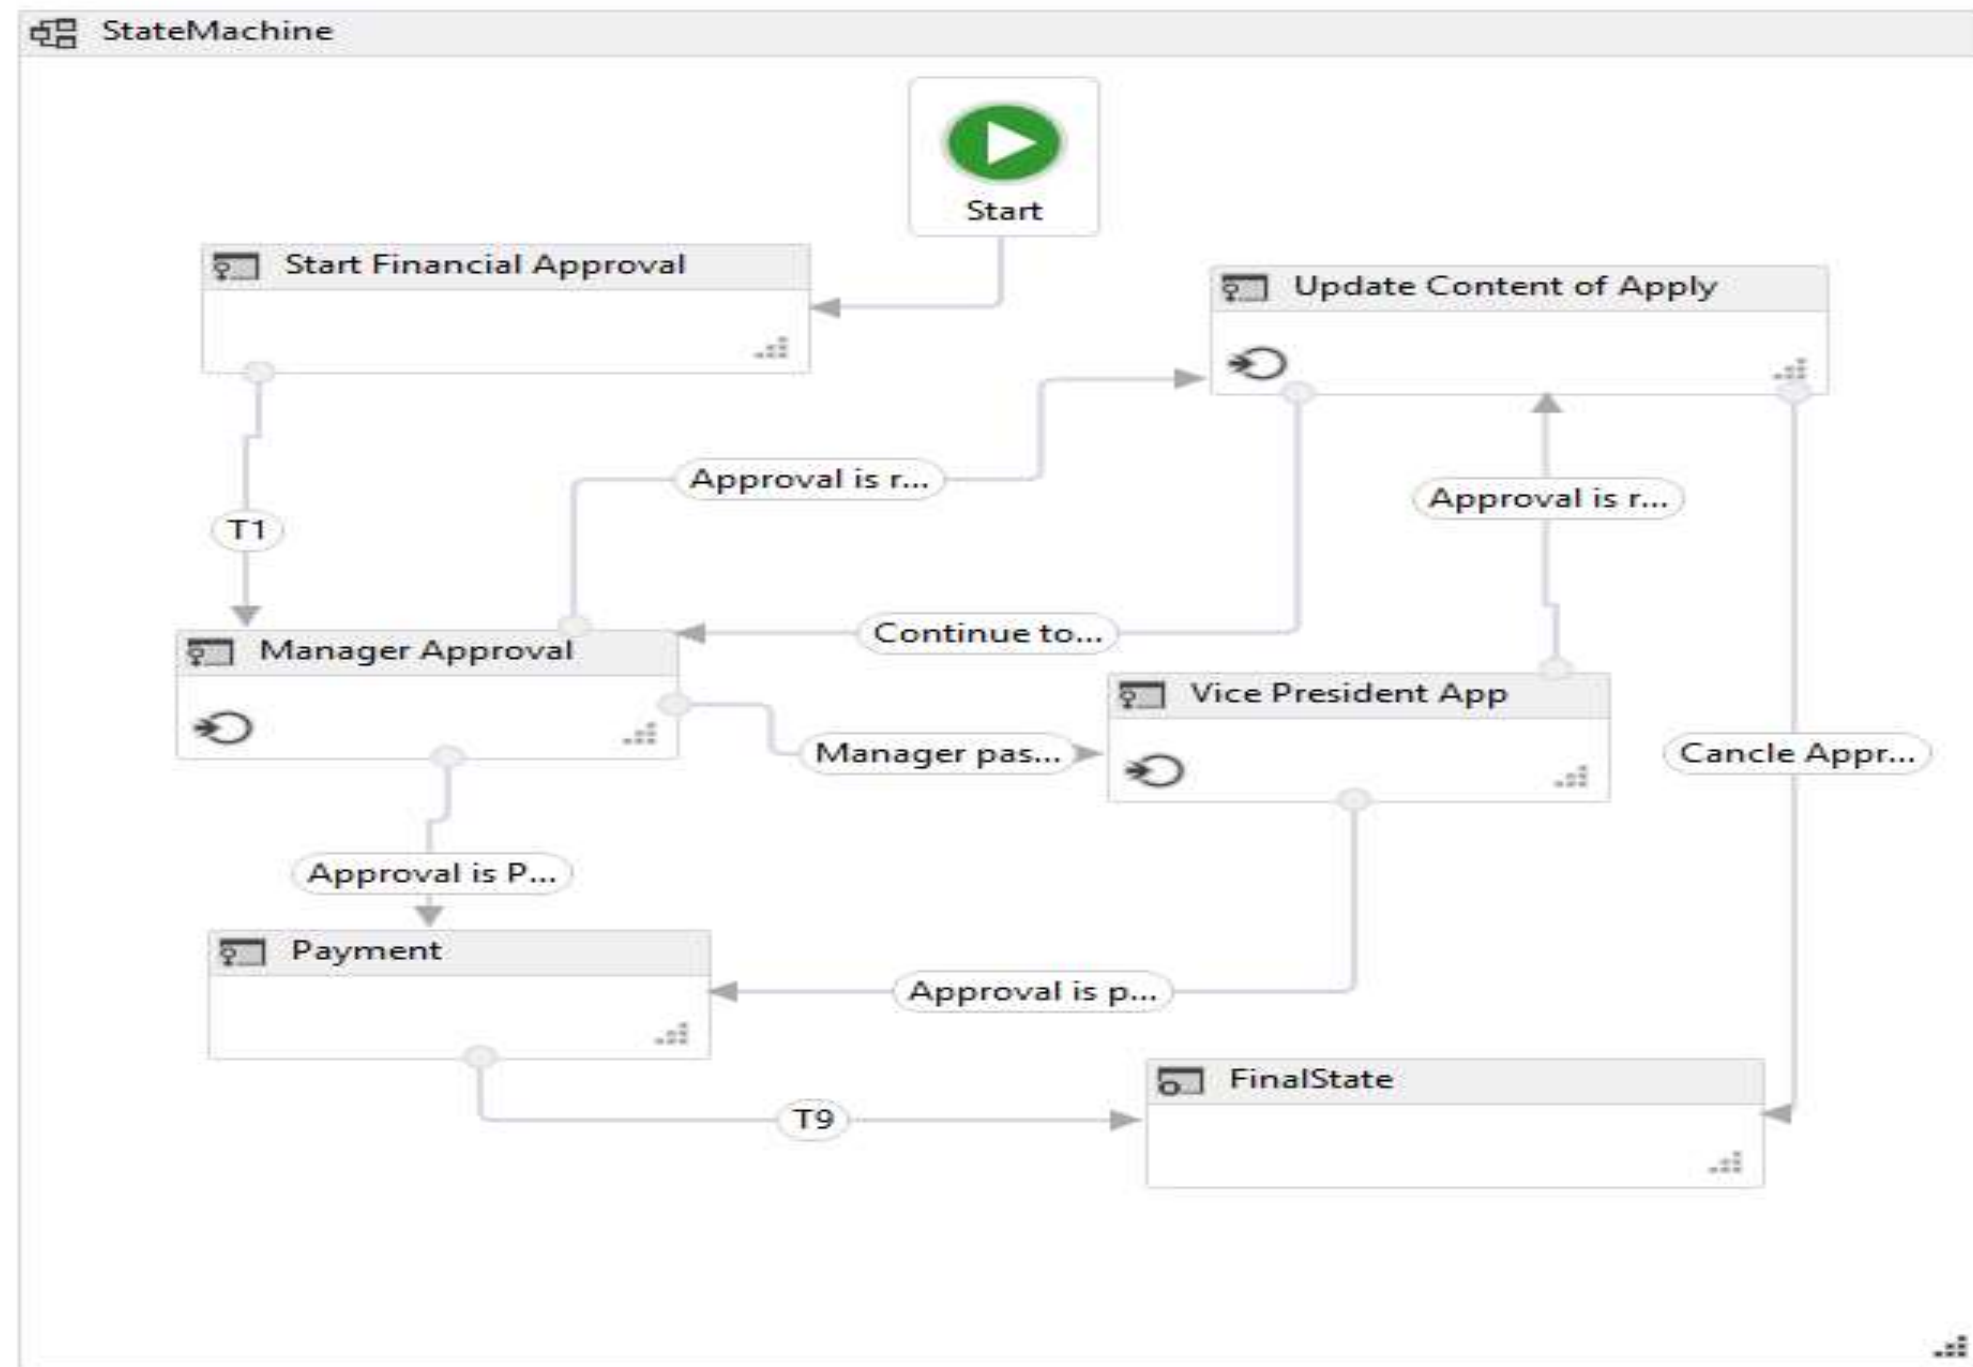 StateMachine
Start
Start Financial Approval
Update Content of Apply
Approval is r...
Approval is r...
T1
Continue to...
Manager Approval
Vice President App
Manager pas...
Cancle Appr...
Approval is P...
Payment
Approval is p...
FinalState
T9